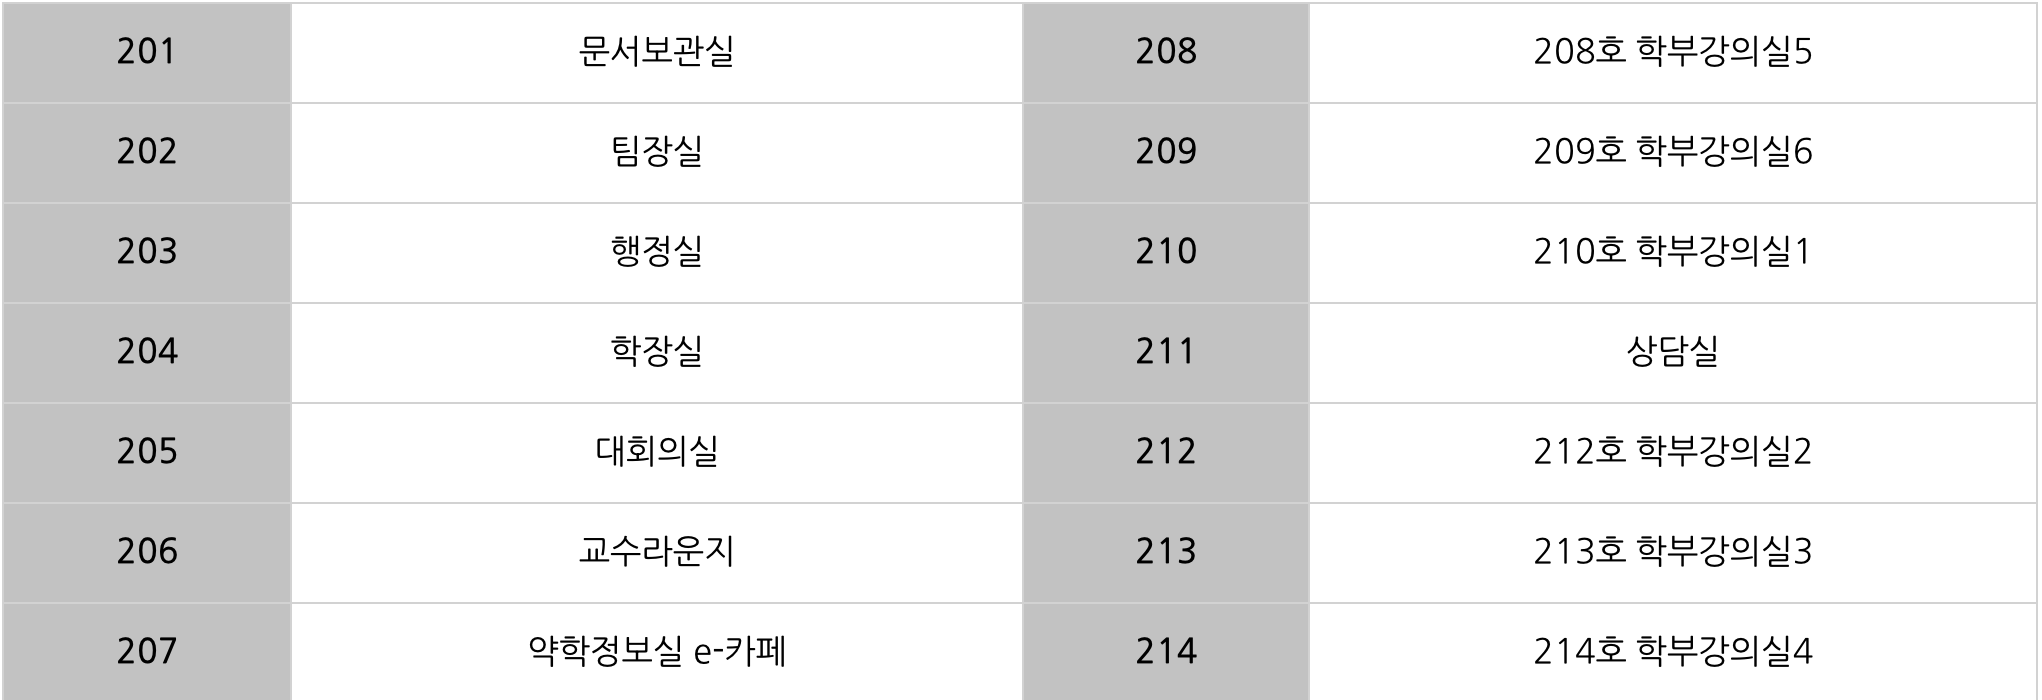 201 문서보관실 208 208호 학부강의실5
202 팀장실 209 209호 학부강의실6
203 행정실 210 210호 학부강의실1
204 학장실 211 상담실
205 대회의실 212 212호 학부강의실2
206 교수라운지 213 213호 학부강의실3
207 약학정보실 e-카페 214 214호 학부강의실4